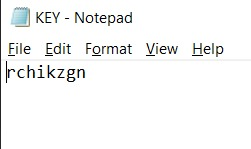 KEY - Notepad
File Edit Format View Help
rchikzgn